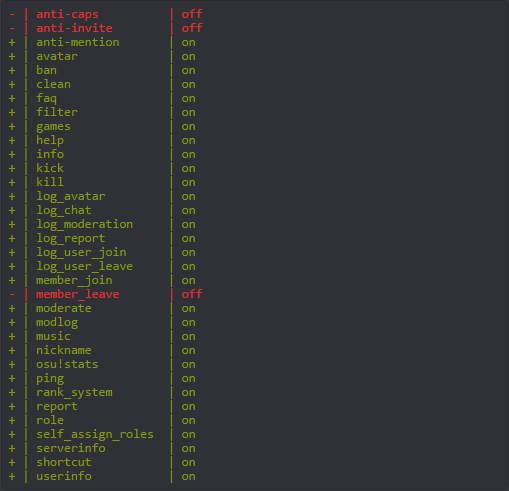 - | anti-caps | off
- | anti-invite | off
+ | anti-mention | on
+ | avatar | on
+ | ban | on
+ | clean | on
+ | faq | on
+ | filter | on
+ | games | on
+ | help | on
+ | info | on
+ | kick | on
+ | kill | on
+ | log_avatar | on
+ | log_chat | on
+ | log_moderation | on
+ | log_report | on
+ | log_user_join | on
+ | log_user_leave | on
+ | member_join | on
- | member_leave | off
+ | moderate | on
+ | modlog | on
+ | music | on
+ | nickname | on
+ | osu!stats | on
+ | ping | on
+ | rank_system | on
+ | report | on
+ | role | on
+ | self_assign_roles | on
+ | serverinfo | on
+ | shortcut | on
+ | userinfo | on